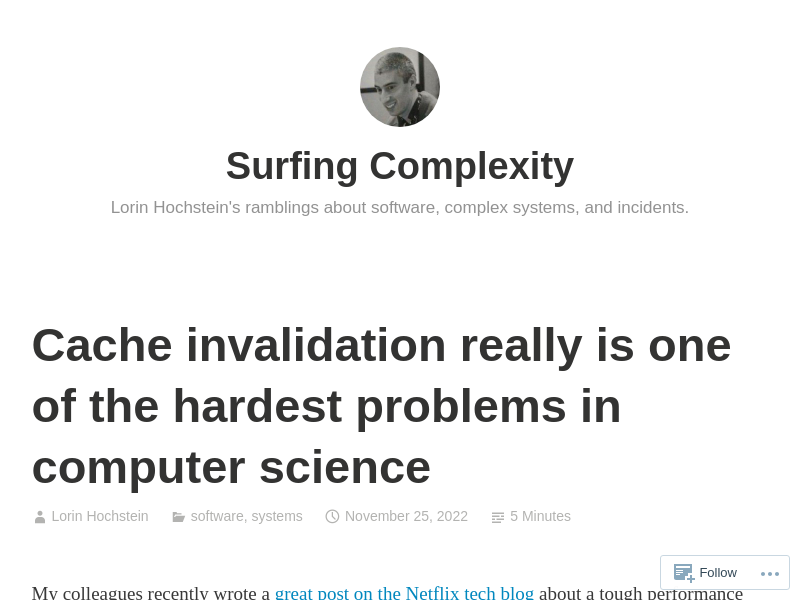 Surfing Complexity
Lorin Hochstein's ramblings about software, complex systems, and incidents.
Cache invalidation really is one
of the hardest problems in
computer science
Lorin Hochstein software, systems November 25, 2022 5 Minutes
My colleagues recently wrote a great post on the Netflix tech blog about a tough performance
Follow